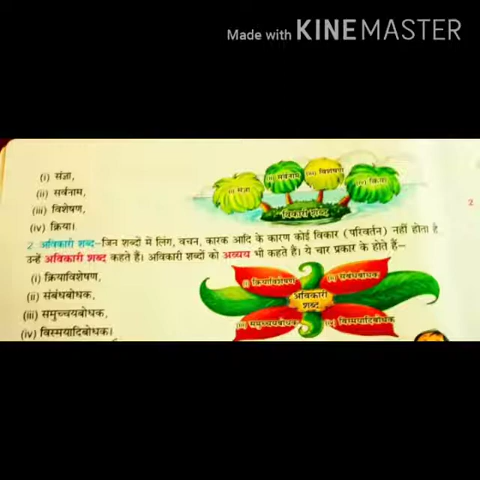 Made with KINEMASTER
(i) संज्ञा,
(ii) सर्वनाम,
(iii) विशेषण,
(iv) क्रिया।
(i) संज्ञा
(ii) सर्वनाम
(iii) विशेषण
(iv) क्रिया
विकारी शब्द
2
2. अविकारी शब्द–जिन शब्दों में लिंग, वचन, कारक आदि के कारण कोई विकार (परिवर्तन) नहीं होता है
उन्हें अविकारी शब्द कहते हैं। अविकारी शब्दों को अव्यय भी कहते हैं। ये चार प्रकार के होते हैं–
(i) क्रियाविशेषण,
(ii) संबंधबोधक,
(iii) समुच्चयबोधक,
(iv) विस्मयादिबोधक।
(i) क्रियाविशेषण
(ii) संबंधबोधक
अविकारी
शब्द
(iii) समुच्चयबोधक
(iv) विस्मयादिबोधक